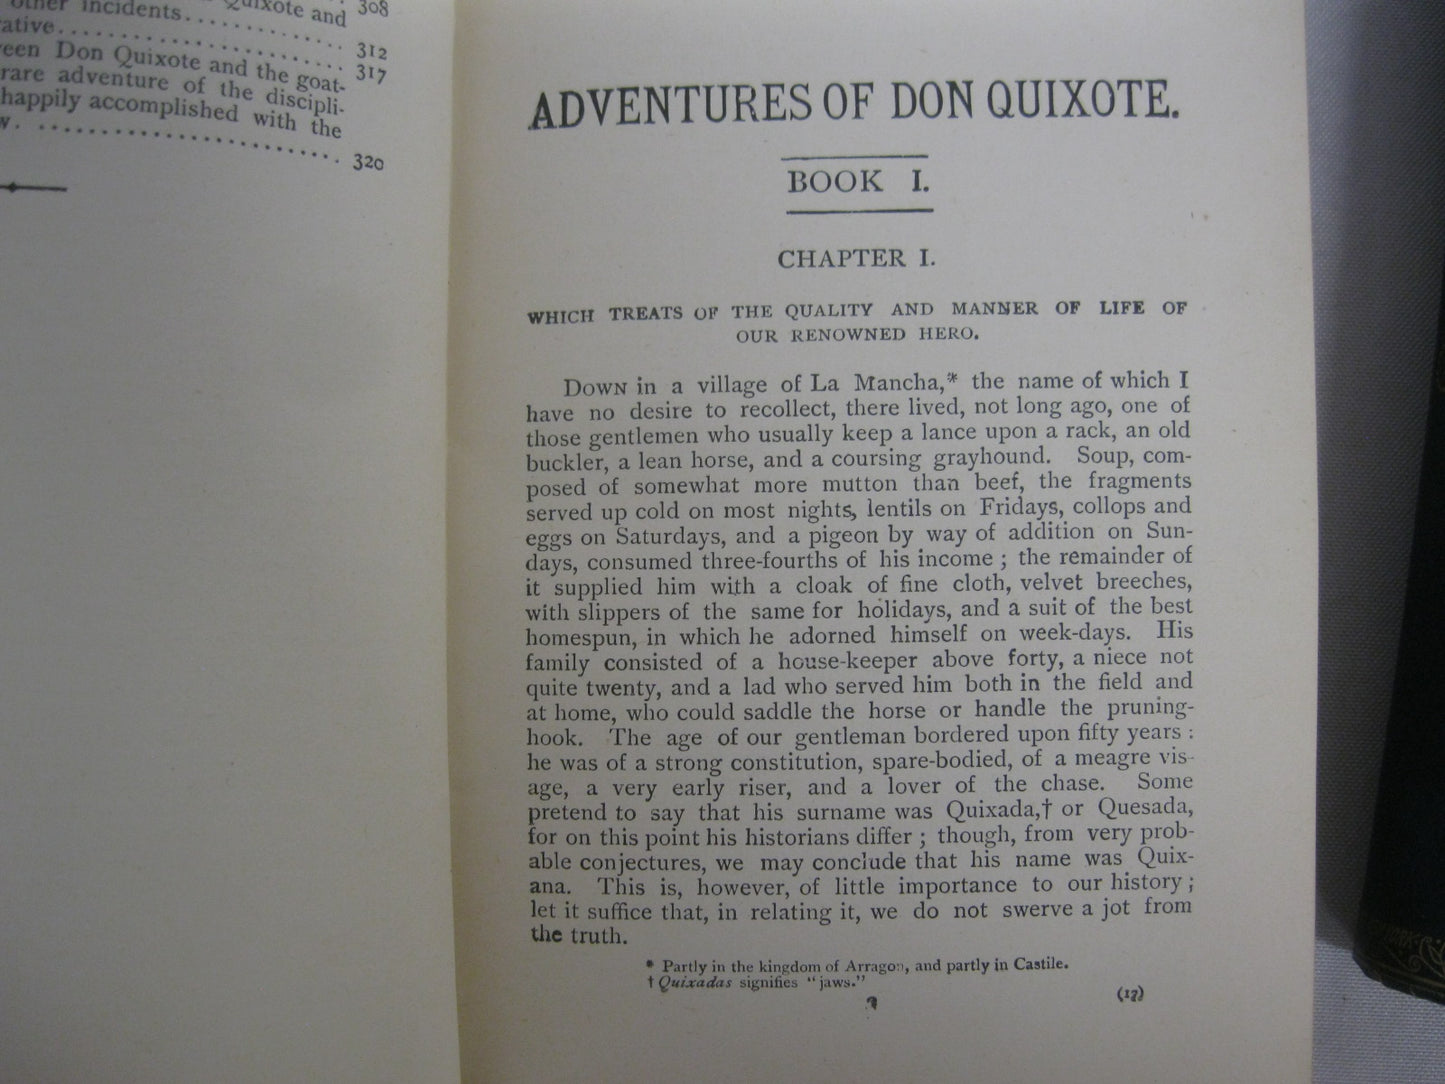 other incidents
Quixote and
308
ative
312
een Don Quixote and the goat-
317
rare adventure of the discipli-
happily accomplished with the
w.
320
ADVENTURES OF DON QUIXOTE.
BOOK I.
CHAPTER I.
WHICH TREATS OF THE QUALITY AND MANNER OF LIFE OF
OUR RENOWNED HERO.
DOWN in a village of La Mancha,* the name of which I
have no desire to recollect, there lived, not long ago, one of
those gentlemen who usually keep a lance upon a rack, an old
buckler, a lean horse, and a coursing grayhound. Soup, com-
posed of somewhat more mutton than beef, the fragments
served up cold on most nights, lentils on Fridays, collops and
eggs on Saturdays, and a pigeon by way of addition on Sun-
days, consumed three-fourths of his income ; the remainder of
it supplied him with a cloak of fine cloth, velvet breeches,
with slippers of the same for holidays, and a suit of the best
homespun, in which he adorned himself on week-days. His
family consisted of a house-keeper above forty, a niece not
quite twenty, and a lad who served him both in the field and
at home, who could saddle the horse or handle the pruning-
hook. The age of our gentleman bordered upon fifty years :
he was of a strong constitution, spare-bodied, of a meagre vis-
age, a very early riser, and a lover of the chase. Some
pretend to say that his surname was Quixada,† or Quesada,
for on this point his historians differ ; though, from very prob-
able conjectures, we may conclude that his name was Quix-
ana. This is, however, of little importance to our history ;
let it suffice that, in relating it, we do not swerve a jot from
the truth.
* Partly in the kingdom of Arragon, and partly in Castile.
† Quixadas signifies "jaws."
(17)